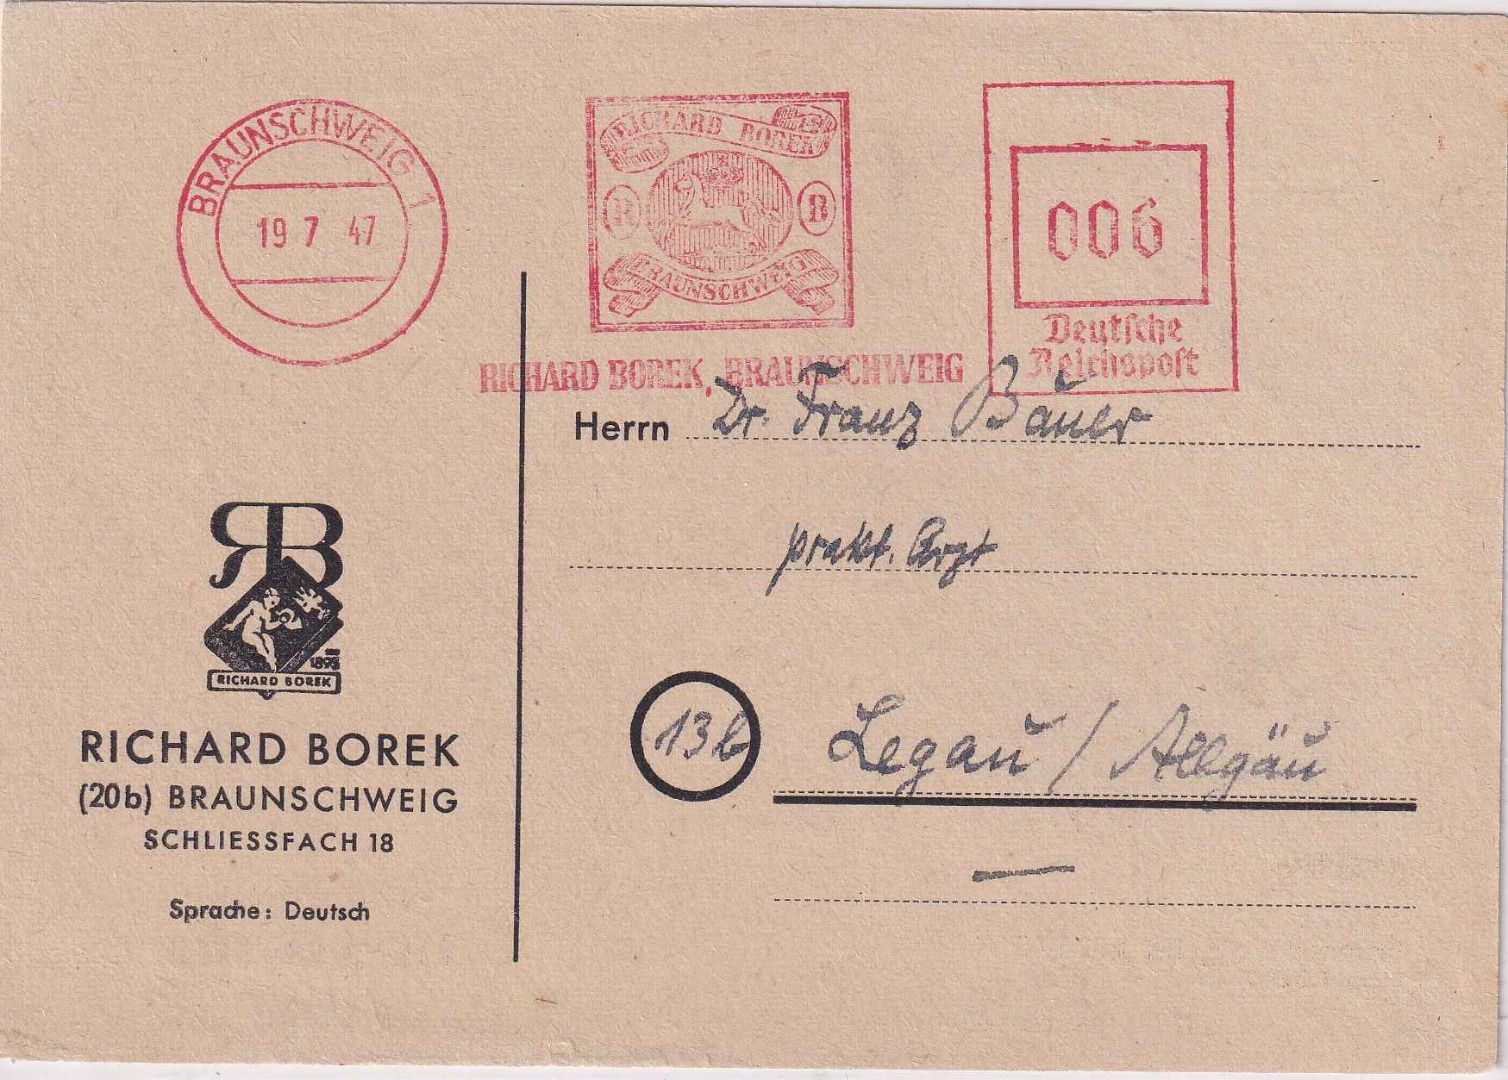 BRAUNSCHWEIG 1
19 7 47
RICHARD BOREK
R B
BRAUNSCHWEIG
006
Deutsche
Reichspost
RICHARD BOREK, BRAUNSCHWEIG
Herrn Dr. Franz Bauer
prakt. Arzt
13b Legau / Allgäu
RB
1893
RICHARD BOREK
RICHARD BOREK
(20b) BRAUNSCHWEIG
SCHLIESSFACH 18
Sprache: Deutsch